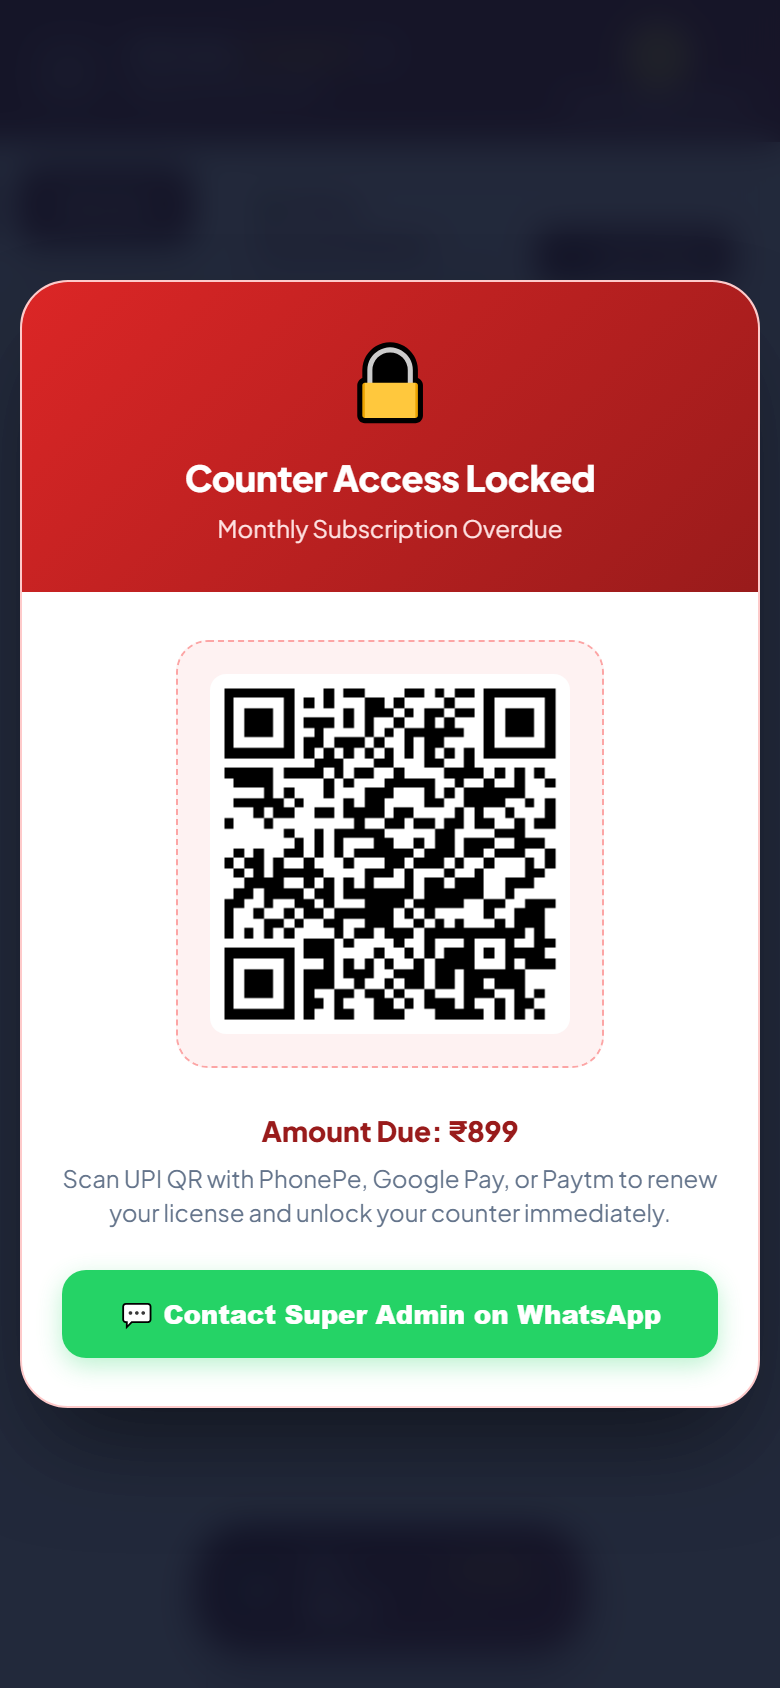 Counter Access Locked
Monthly Subscription Overdue
Amount Due: ₹899
Scan UPI QR with PhonePe, Google Pay, or Paytm to renew
your license and unlock your counter immediately.
💬 Contact Super Admin on WhatsApp